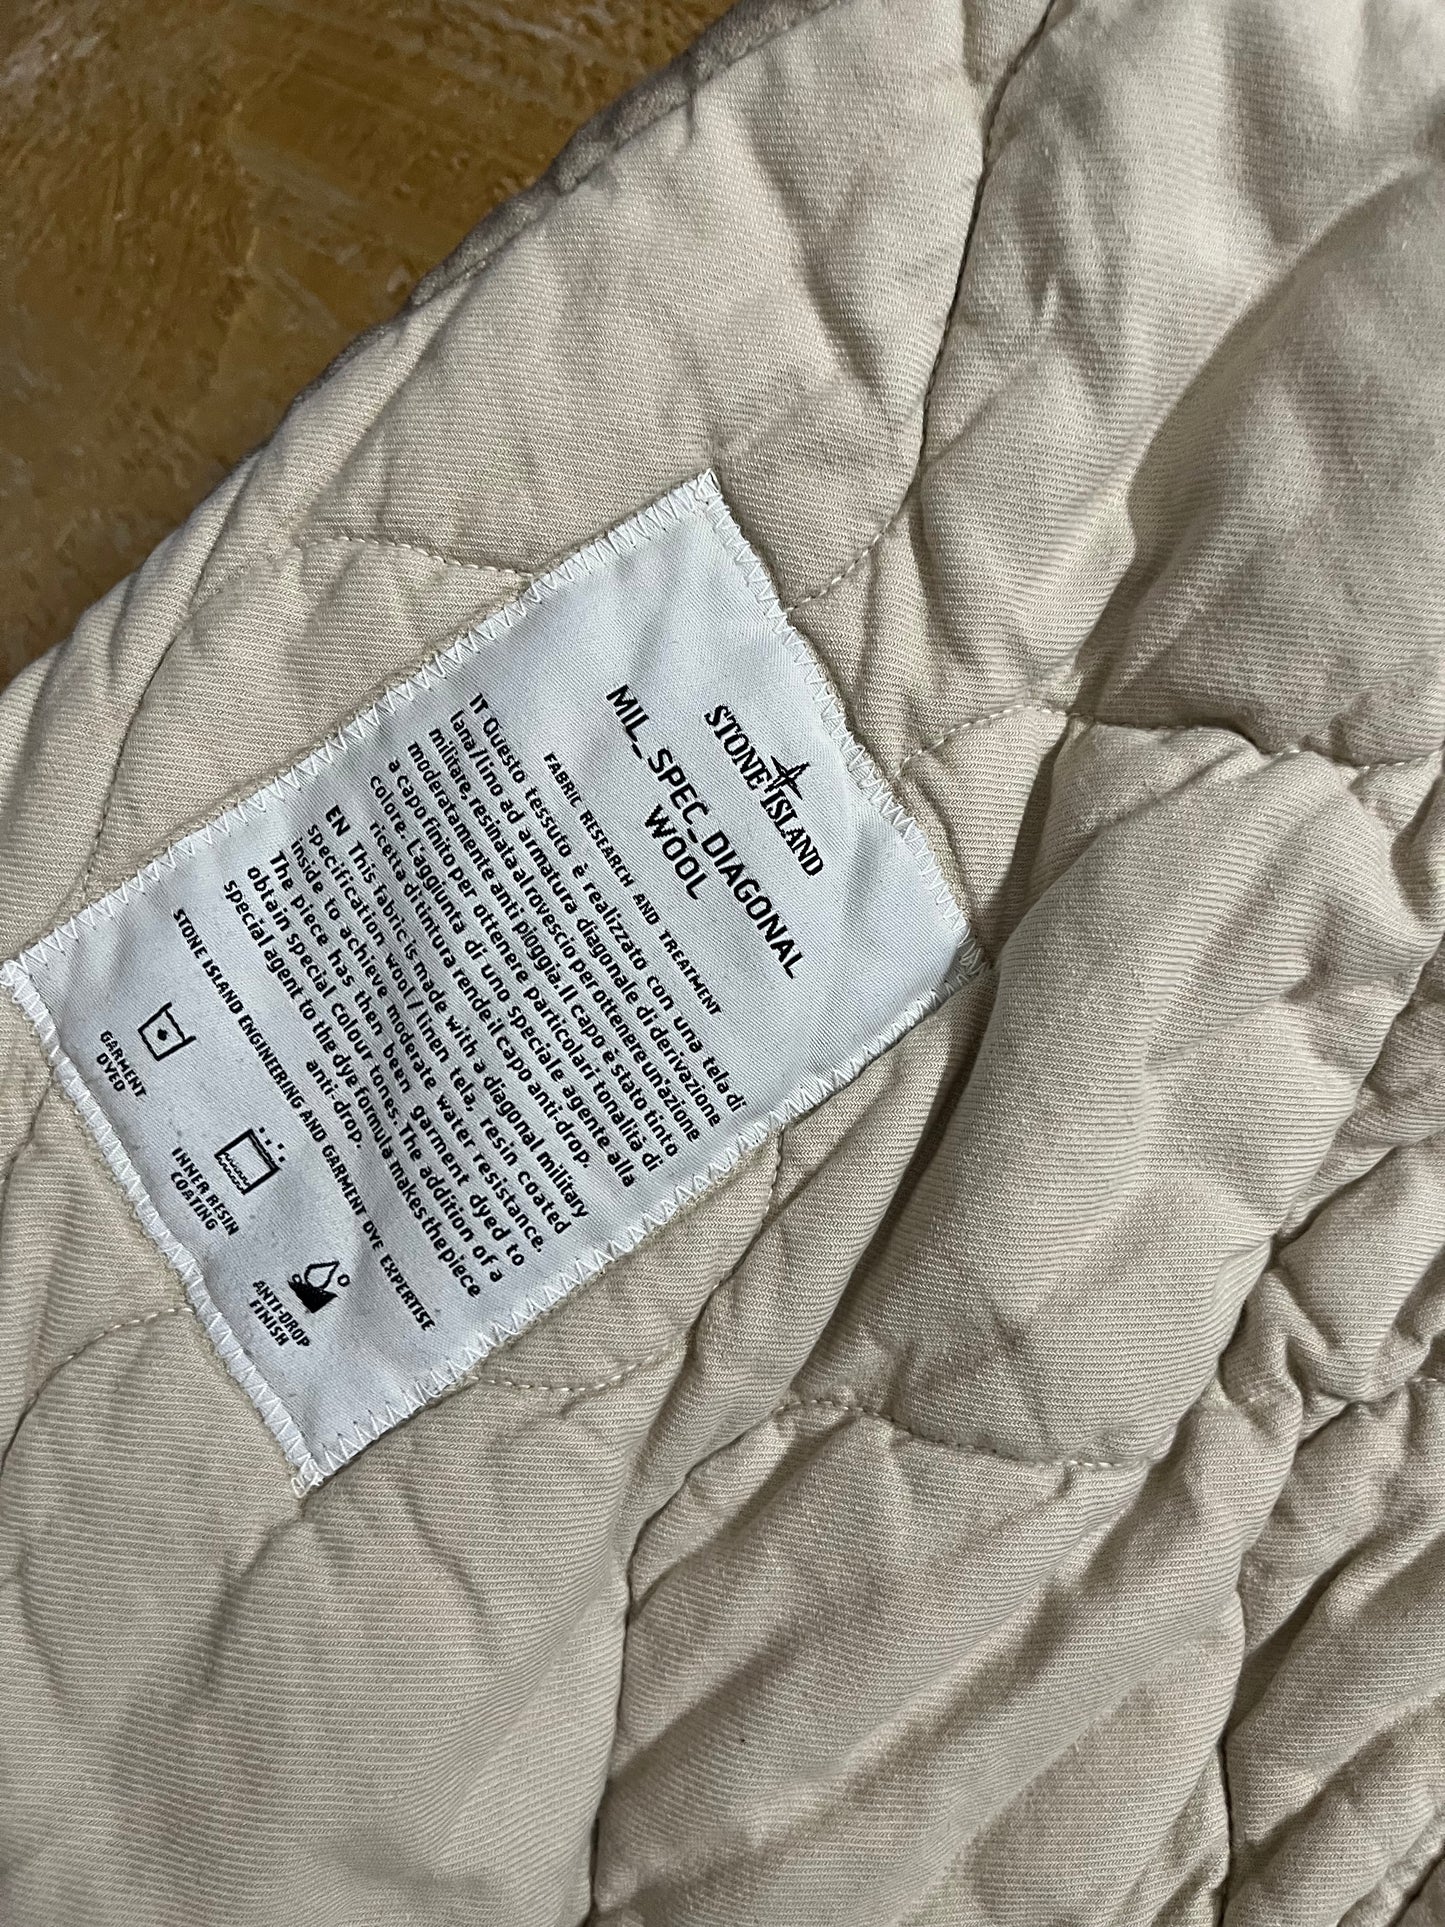 STONE ISLAND
MIL_SPEC_DIAGONAL
WOOL
FABRIC RESEARCH AND TREATMENT
IT Questo tessuto è realizzato con una tela di
lana/lino ad armatura diagonale di derivazione
militare, resinata al rovescio per ottenere un'azione
moderatamente anti pioggia. Il capo è stato tinto
a capo finito per ottenere particolari tonalità di
colore. L'aggiunta di uno speciale agente alla
ricetta di tintura rende il capo anti-drop.
EN This fabric is made with a diagonal military
specification wool/linen tela, resin coated
inside to achieve moderate water resistance.
The piece has then been garment dyed to
obtain special colour tones. The addition of a
special agent to the dye formula makes the piece
anti-drop.
STONE ISLAND ENGINEERING AND GARMENT DYE EXPERTISE
GARMENT
DYED
INNER RESIN
COATING
ANTI-DROP
FINISH